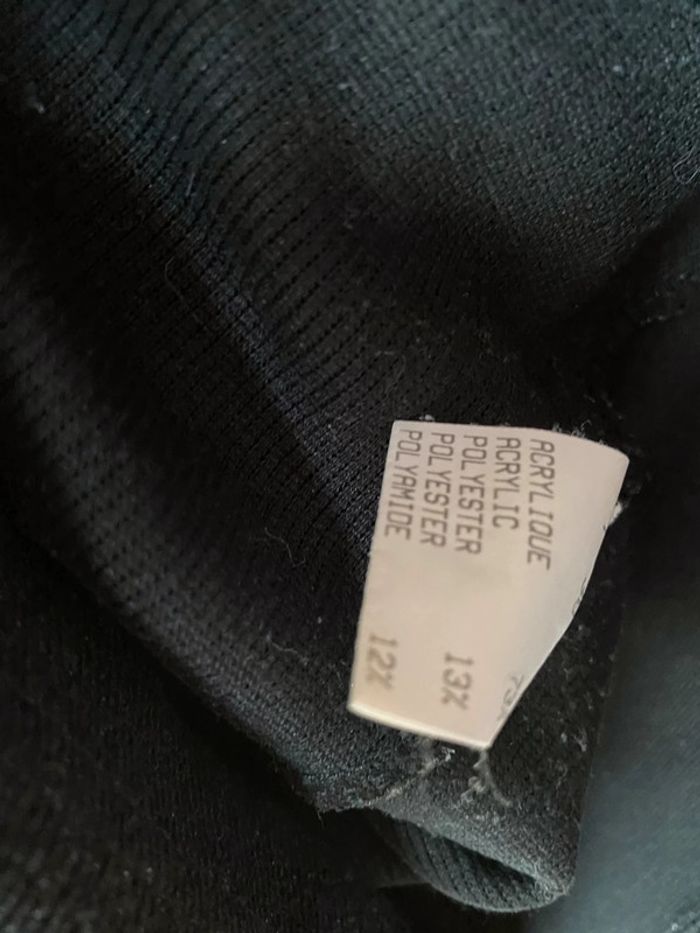 ACRYLIQUE
ACRYLIC
POLYESTER 13%
POLYESTER
POLYAMIDE 12%